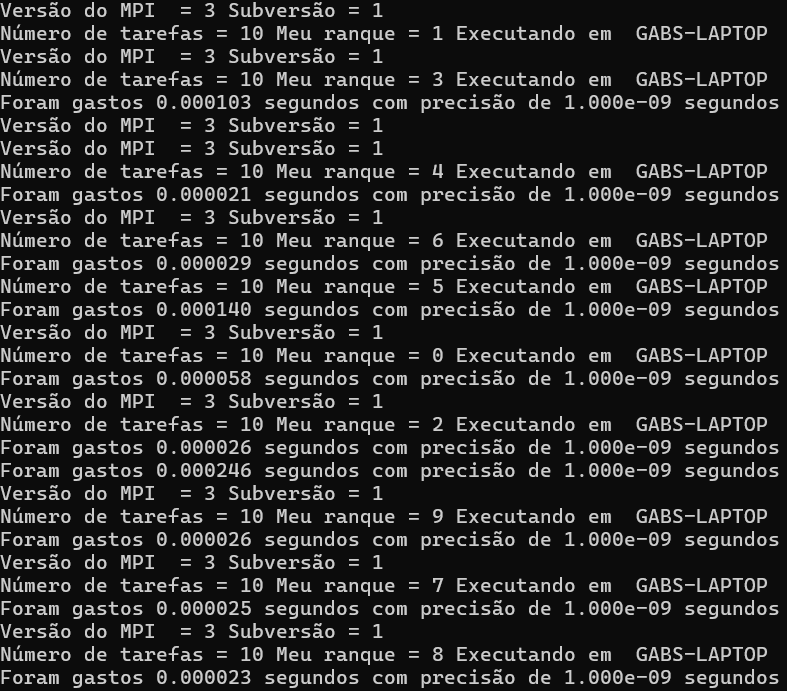 Versão do MPI  = 3 Subversão = 1
Número de tarefas = 10 Meu ranque = 1 Executando em  GABS-LAPTOP
Versão do MPI  = 3 Subversão = 1
Número de tarefas = 10 Meu ranque = 3 Executando em  GABS-LAPTOP
Foram gastos 0.000103 segundos com precisão de 1.000e-09 segundos
Versão do MPI  = 3 Subversão = 1
Versão do MPI  = 3 Subversão = 1
Número de tarefas = 10 Meu ranque = 4 Executando em  GABS-LAPTOP
Foram gastos 0.000021 segundos com precisão de 1.000e-09 segundos
Versão do MPI  = 3 Subversão = 1
Número de tarefas = 10 Meu ranque = 6 Executando em  GABS-LAPTOP
Foram gastos 0.000029 segundos com precisão de 1.000e-09 segundos
Número de tarefas = 10 Meu ranque = 5 Executando em  GABS-LAPTOP
Foram gastos 0.000140 segundos com precisão de 1.000e-09 segundos
Versão do MPI  = 3 Subversão = 1
Número de tarefas = 10 Meu ranque = 0 Executando em  GABS-LAPTOP
Foram gastos 0.000058 segundos com precisão de 1.000e-09 segundos
Versão do MPI  = 3 Subversão = 1
Número de tarefas = 10 Meu ranque = 2 Executando em  GABS-LAPTOP
Foram gastos 0.000026 segundos com precisão de 1.000e-09 segundos
Foram gastos 0.000246 segundos com precisão de 1.000e-09 segundos
Versão do MPI  = 3 Subversão = 1
Número de tarefas = 10 Meu ranque = 9 Executando em  GABS-LAPTOP
Foram gastos 0.000026 segundos com precisão de 1.000e-09 segundos
Versão do MPI  = 3 Subversão = 1
Número de tarefas = 10 Meu ranque = 7 Executando em  GABS-LAPTOP
Foram gastos 0.000025 segundos com precisão de 1.000e-09 segundos
Versão do MPI  = 3 Subversão = 1
Número de tarefas = 10 Meu ranque = 8 Executando em  GABS-LAPTOP
Foram gastos 0.000023 segundos com precisão de 1.000e-09 segundos